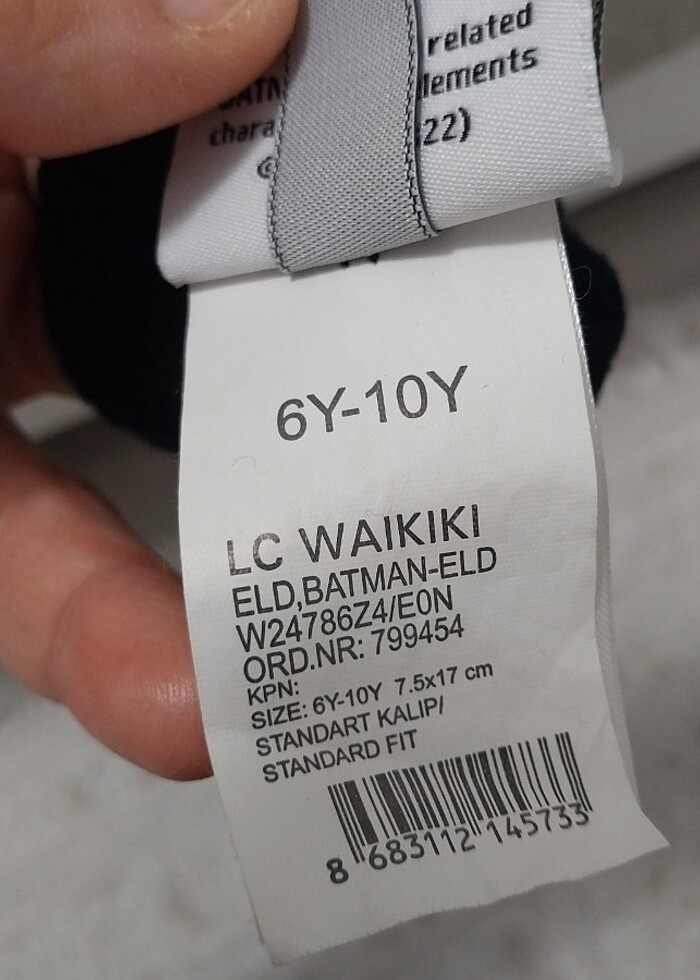 related
lements
chara 22)
6Y-10Y
LC WAIKIKI
ELD,BATMAN-ELD
W24786Z4/E0N
ORD.NR: 799454
KPN:
SIZE: 6Y-10Y 7.5x17 cm
STANDART KALIP/
STANDARD FIT
8 683112 145733